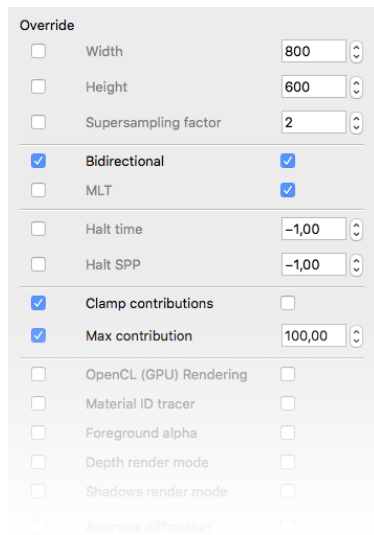 Override
Width 800
Height 600
Supersampling factor 2
Bidirectional
MLT
Halt time −1,00
Halt SPP −1,00
Clamp contributions
Max contribution 100,00
OpenCL (GPU) Rendering
Material ID tracer
Foreground alpha
Depth render mode
Shadows render mode
Aperture diffraction